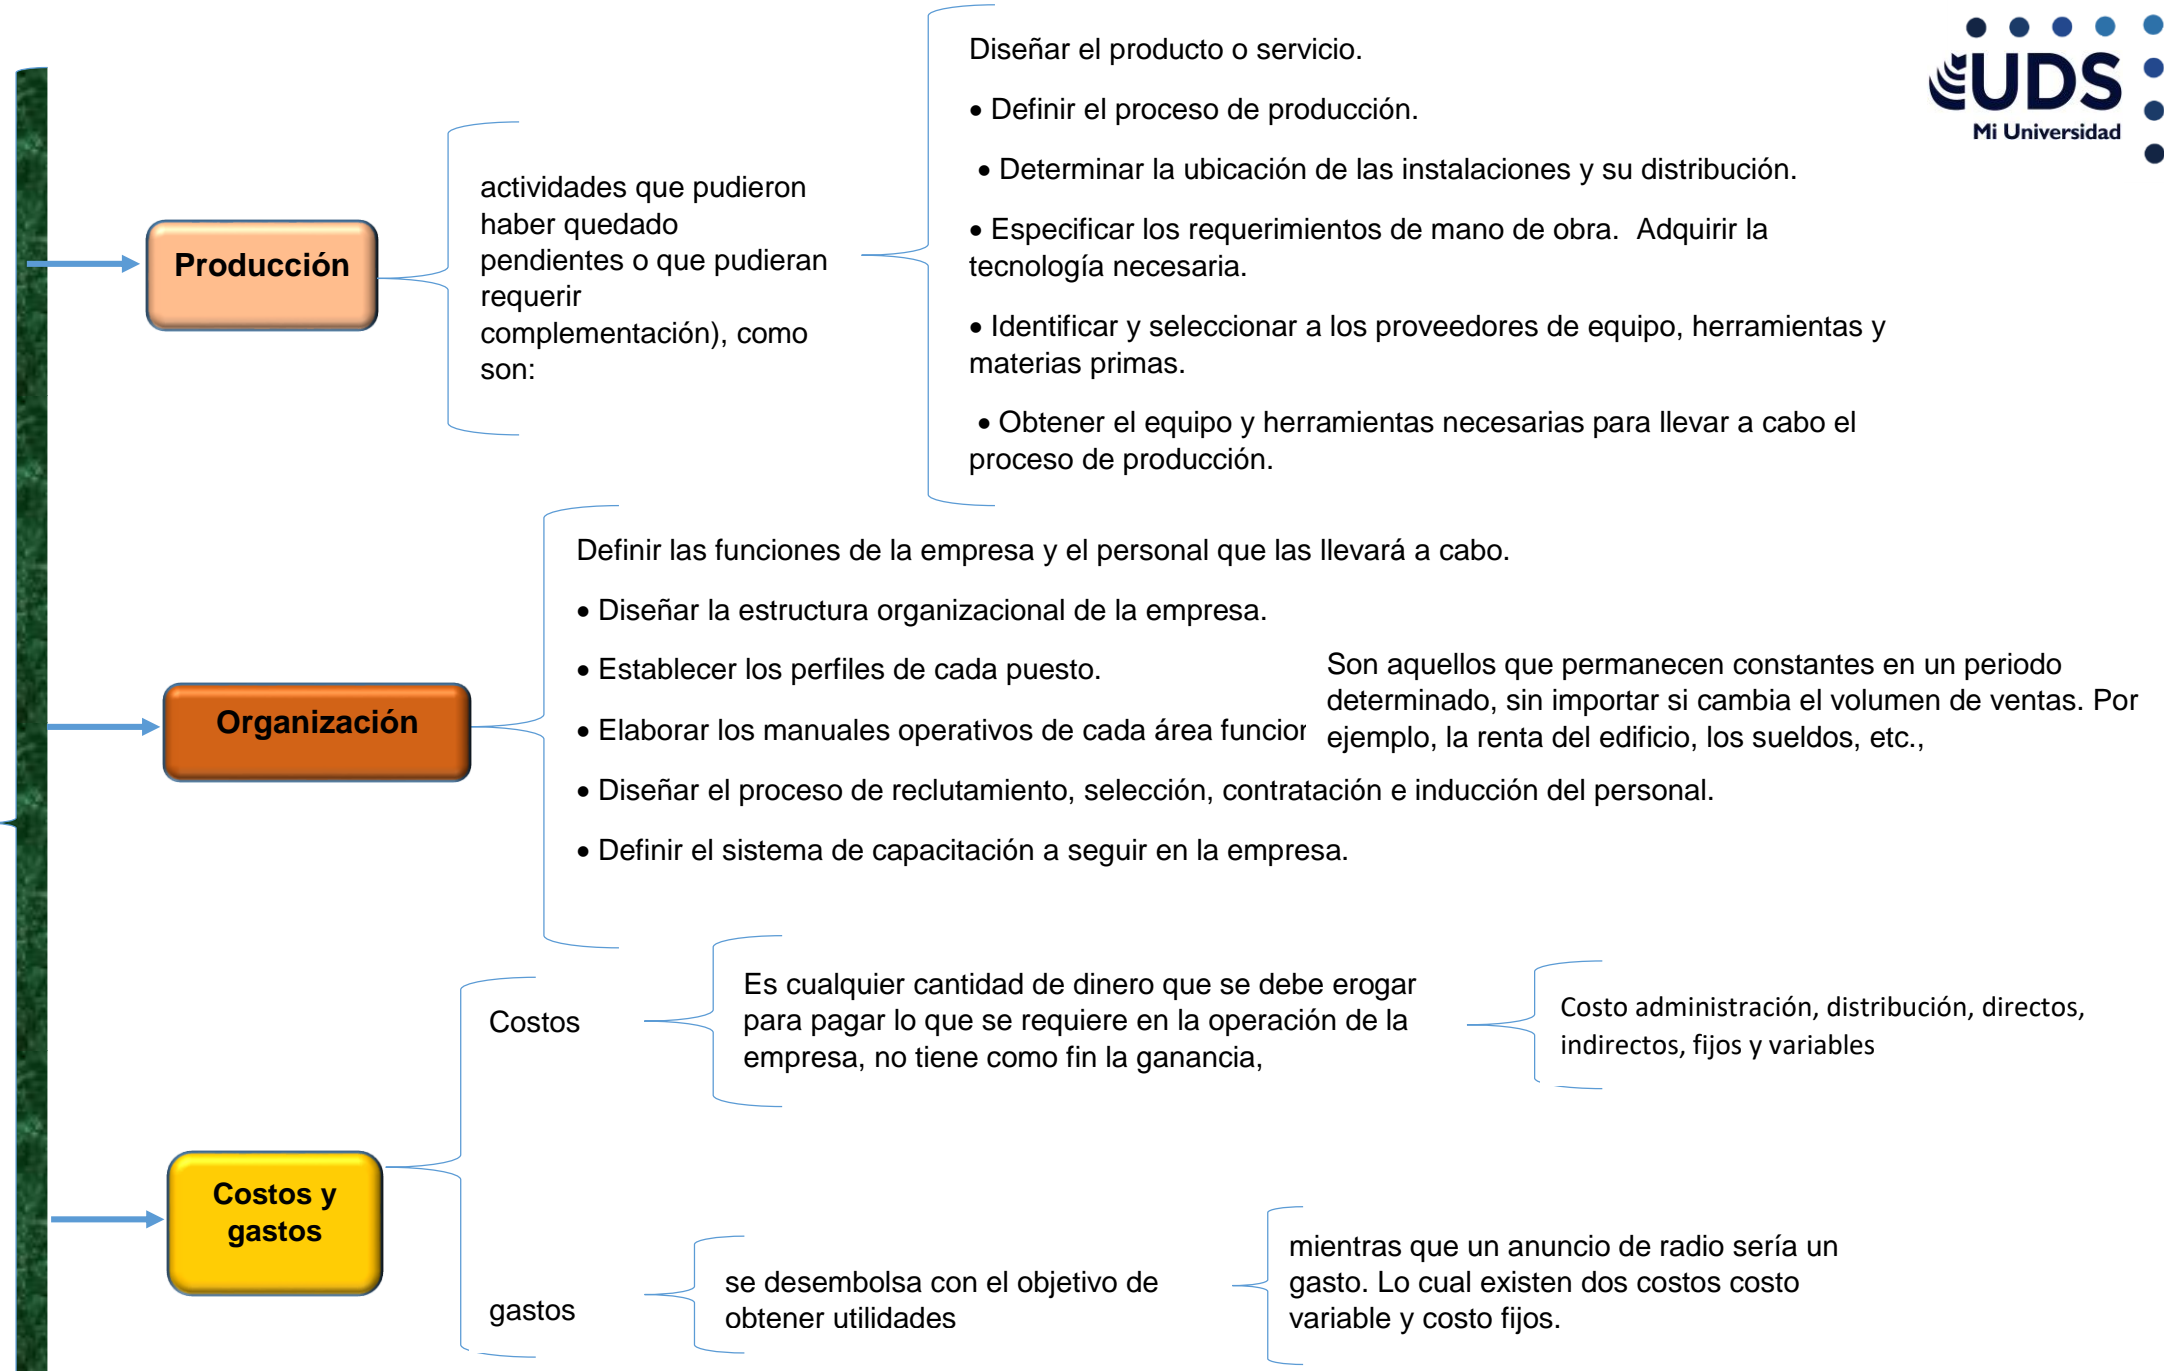 UDS
Mi Universidad
Producción
actividades que pudieron
haber quedado
pendientes o que pudieran
requerir
complementación), como
son:
Diseñar el producto o servicio.
• Definir el proceso de producción.
• Determinar la ubicación de las instalaciones y su distribución.
• Especificar los requerimientos de mano de obra.  Adquirir la
tecnología necesaria.
• Identificar y seleccionar a los proveedores de equipo, herramientas y
materias primas.
• Obtener el equipo y herramientas necesarias para llevar a cabo el
proceso de producción.
Organización
Definir las funciones de la empresa y el personal que las llevará a cabo.
• Diseñar la estructura organizacional de la empresa.
• Establecer los perfiles de cada puesto.
• Elaborar los manuales operativos de cada área
• Diseñar el proceso de reclutamiento, selección, contratación e inducción del personal.
• Definir el sistema de capacitación a seguir en la empresa.
Son aquellos que permanecen constantes en un periodo
determinado, sin importar si cambia el volumen de ventas. Por
ejemplo, la renta del edificio, los sueldos, etc.,
Costos y
gastos
Costos
Es cualquier cantidad de dinero que se debe erogar
para pagar lo que se requiere en la operación de la
empresa, no tiene como fin la ganancia,
Costo administración, distribución, directos,
indirectos, fijos y variables
gastos
se desembolsa con el objetivo de
obtener utilidades
mientras que un anuncio de radio sería un
gasto. Lo cual existen dos costos costo
variable y costo fijos.